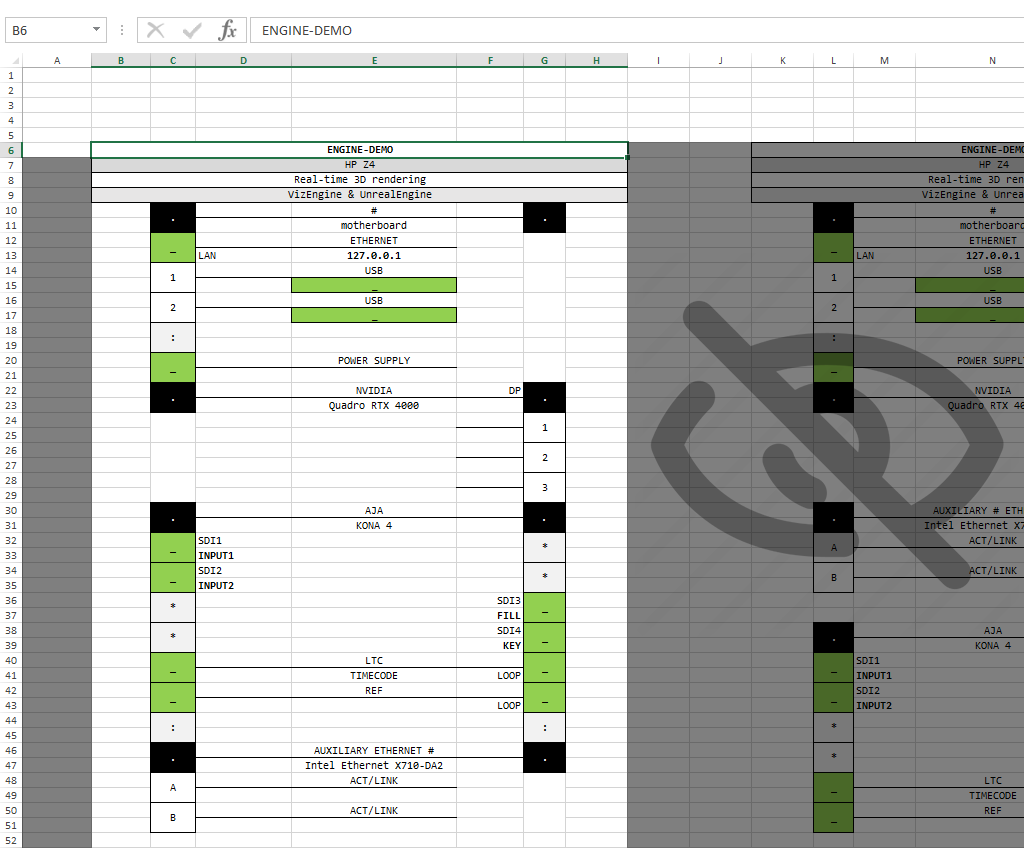 B6 fx ENGINE-DEMO
A B C D E F G H I J K L M N
1
2
3
4
5
6 ENGINE-DEMO ENGINE-DEMO
7 HP Z4 HP Z4
8 Real-time 3D rendering Real-time 3D ren
9 VizEngine & UnrealEngine VizEngine & Unrea
10 . # . . #
11 motherboard motherboard
12 _ ETHERNET _ ETHERNET
13 LAN 127.0.0.1 LAN 127.0.0.1
14 1 USB 1 USB
15 _ _
16 2 USB 2 USB
17 _ _
18 : :
19
20 _ POWER SUPPLY _ POWER SUPPL
21
22 . NVIDIA DP . . NVIDIA
23 Quadro RTX 4000 Quadro RTX 40
24 1
25
26 2
27
28 3
29
30 . AJA . . AUXILIARY # ETH
31 KONA 4 Intel Ethernet X7
32 _ SDI1 * A ACT/LINK
33 INPUT1
34 _ SDI2 * B ACT/LINK
35 INPUT2
36 * SDI3 _
37 FILL
38 * SDI4 _ . AJA
39 KEY KONA 4
40 _ LTC _ _ SDI1
41 TIMECODE LOOP INPUT1
42 _ REF _ _ SDI2
43 LOOP INPUT2
44 : : *
45
46 . AUXILIARY ETHERNET # . *
47 Intel Ethernet X710-DA2
48 A ACT/LINK _ LTC
49 TIMECODE
50 B ACT/LINK _ REF
51
52